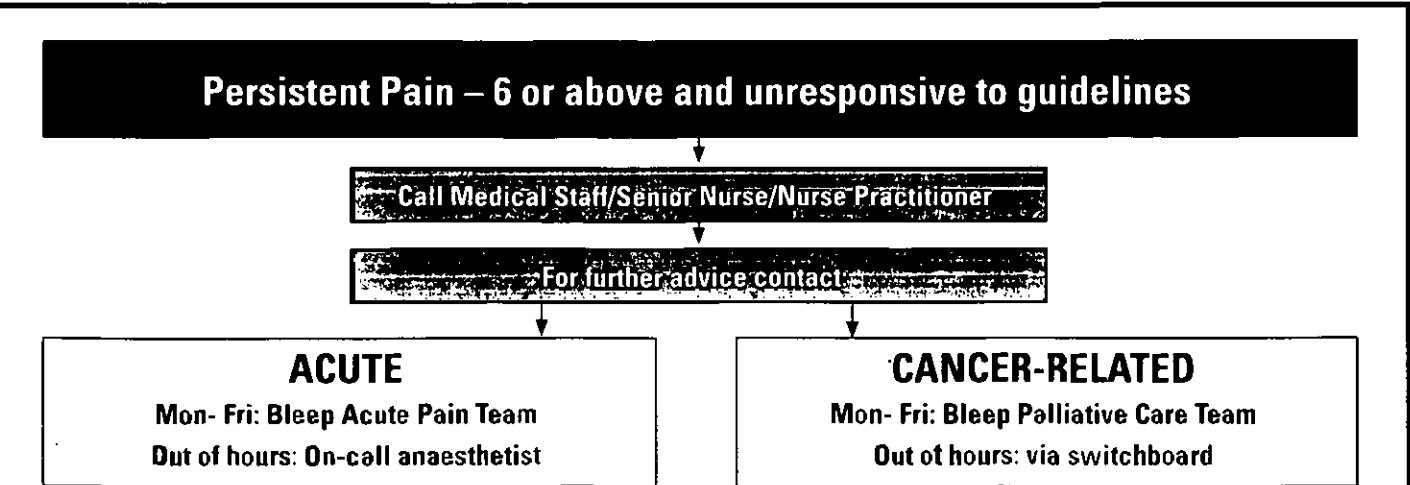 Persistent Pain – 6 or above and unresponsive to guidelines
Call Medical Staff/Senior Nurse/Nurse Practitioner
For further advice contact
ACUTE
Mon- Fri: Bleep Acute Pain Team
Out of hours: On-call anaesthetist
CANCER-RELATED
Mon- Fri: Bleep Palliative Care Team
Out of hours: via switchboard